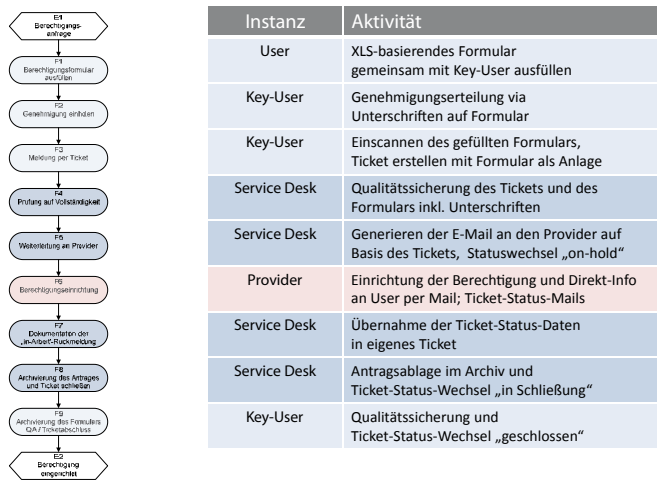 E1
Berechtigungs-
anfrage
F1
Berechtigungsformular
ausfüllen
F2
Genehmigung einholen
F3
Meldung per Ticket
F4
Prüfung auf Vollständigkeit
F5
Weiterleitung an Provider
F6
Berechtigungseinrichtung
F7
Dokumentation der
„in-Arbeit"-Rückmeldung
F8
Archivierung des Antrages
und Ticket schließen
F9
Archivierung des Formulars
QA / Ticketabschluss
E2
Berechtigung
eingerichtet
Instanz Aktivität
User XLS-basierendes Formular
gemeinsam mit Key-User ausfüllen
Key-User Genehmigungserteilung via
Unterschriften auf Formular
Key-User Einscannen des gefüllten Formulars,
Ticket erstellen mit Formular als Anlage
Service Desk Qualitätssicherung des Tickets und des
Formulars inkl. Unterschriften
Service Desk Generieren der E-Mail an den Provider auf
Basis des Tickets, Statuswechsel „on-hold“
Provider Einrichtung der Berechtigung und Direkt-Info
an User per Mail; Ticket-Status-Mails
Service Desk Übernahme der Ticket-Status-Daten
in eigenes Ticket
Service Desk Antragsablage im Archiv und
Ticket-Status-Wechsel „in Schließung“
Key-User Qualitätssicherung und
Ticket-Status-Wechsel „geschlossen“